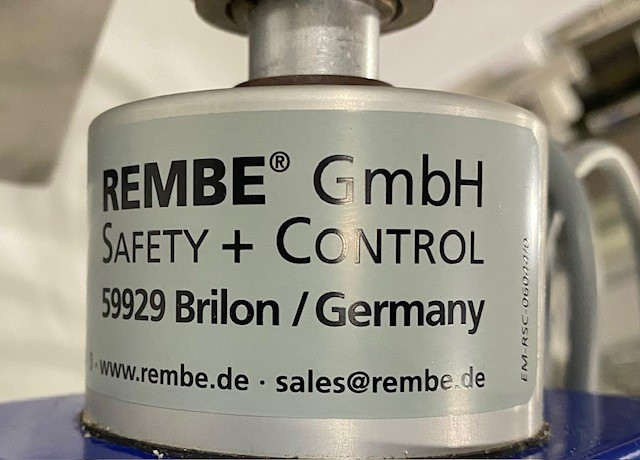 REMBE® GmbH
SAFETY + CONTROL
59929 Brilon / Germany
· www.rembe.de · sales@rembe.de